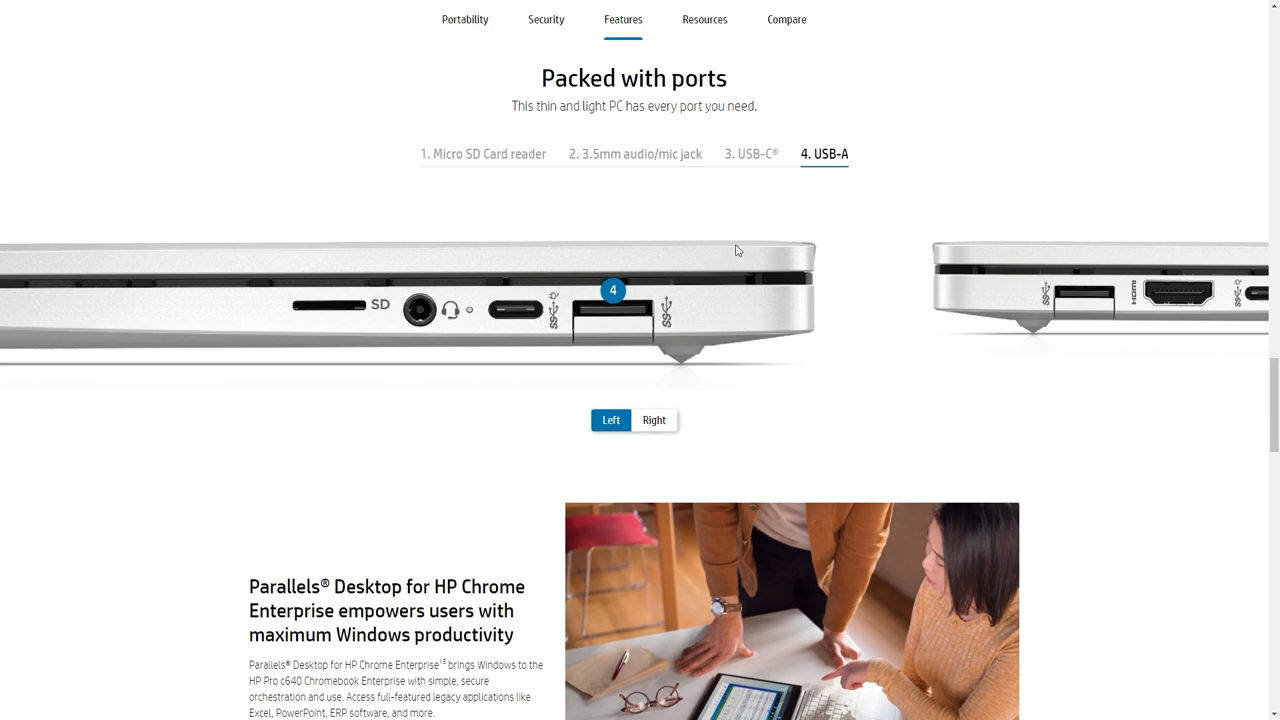 Portability Security Features Resources Compare
Packed with ports
This thin and light PC has every port you need.
1. Micro SD Card reader 2. 3.5mm audio/mic jack 3. USB-C® 4. USB-A
SD
4
HDMI
Left Right
Parallels® Desktop for HP Chrome
Enterprise empowers users with
maximum Windows productivity
Parallels® Desktop for HP Chrome Enterprise15 brings Windows to the
HP Pro c640 Chromebook Enterprise with simple, secure
orchestration and use. Access full-featured legacy applications like
Excel, PowerPoint, ERP software, and more.